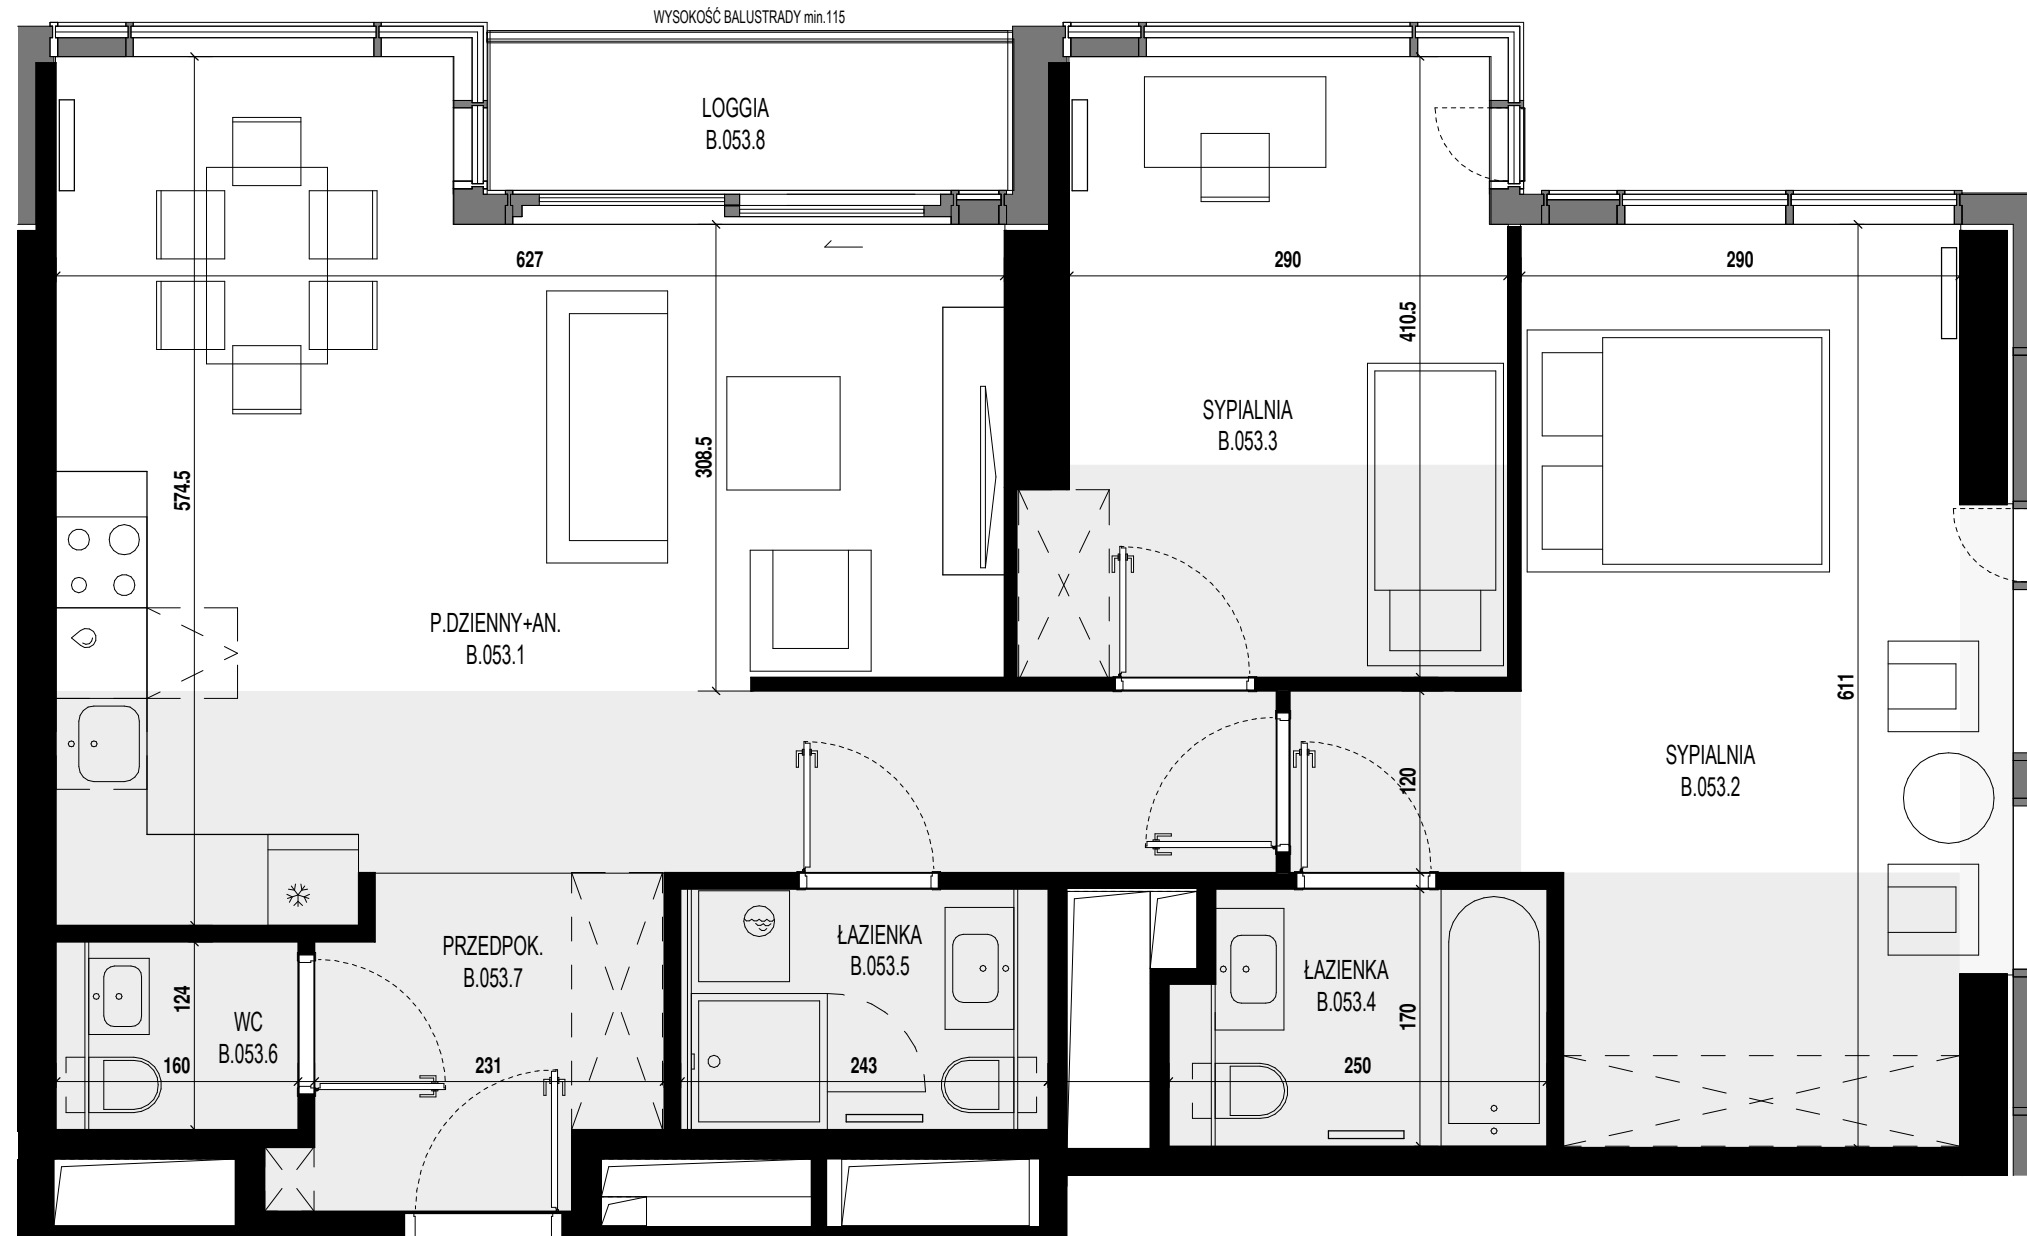 WYSOKOŚĆ BALUSTRADY min.115
LOGGIA
B.053.8
627
290
290
410.5
SYPIALNIA
B.053.3
308.5
574.5
P.DZIENNY+AN.
B.053.1
611
SYPIALNIA
B.053.2
120
PRZEDPOK.
B.053.7
ŁAZIENKA
B.053.5
ŁAZIENKA
B.053.4
124
WC
B.053.6
170
160
231
243
250